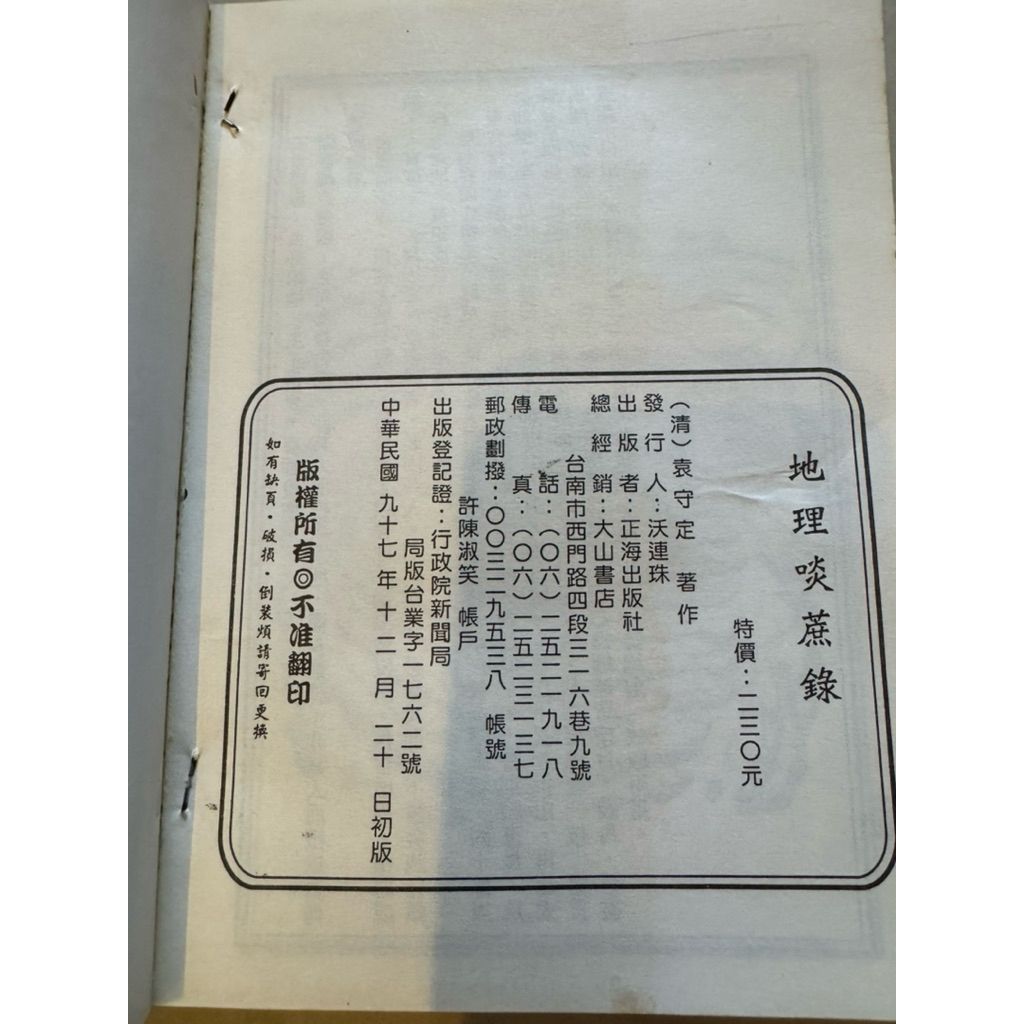 地理啖蔗錄
特價：二三〇元
（清）袁守定　著作
發行人：沃連珠
出版者：正海出版社
總經銷：大山書店
台南市西門路四段三一六巷九號
電　話：（〇六）二五二一九一八
傳　真：（〇六）二五二三一三七
郵政劃撥：〇〇三二九五三八　帳號
許陳淑笑　帳戶
出版登記證：行政院新聞局
局版台業字一七六二號
中華民國九十七年十二月二十日初版
版權所有◎不准翻印
如有缺頁・破損・倒裝煩請寄回更換